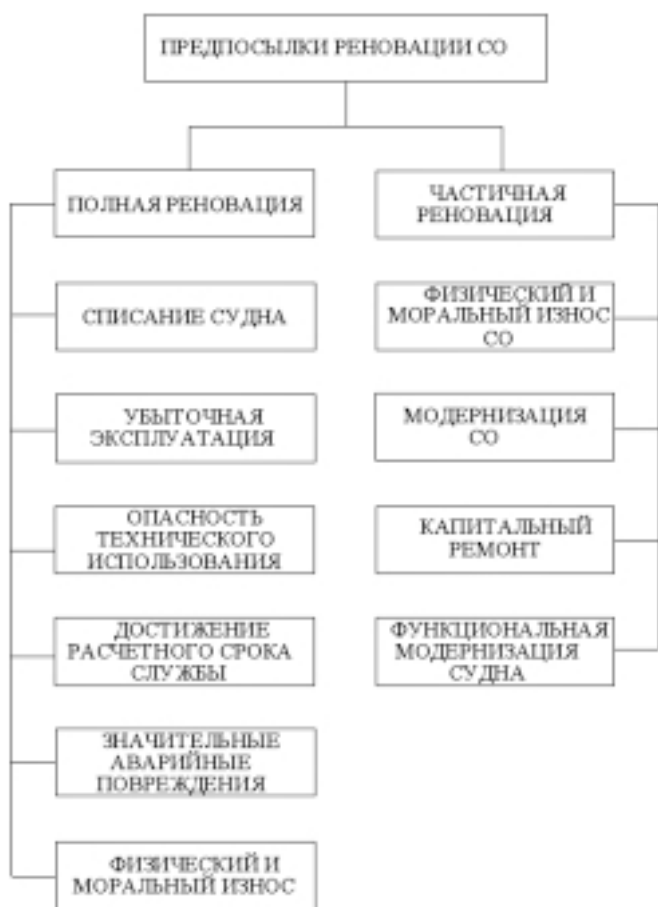 ПРЕДПОСЫЛКИ РЕНОВАЦИИ СО
ПОЛНАЯ РЕНОВАЦИЯ
СПИСАНИЕ СУДНА
УБЫТОЧНАЯ
ЭКСПЛУАТАЦИЯ
ОПАСНОСТЬ
ТЕХНИЧЕСКОГО
ИСПОЛЬЗОВАНИЯ
ДОСТИЖЕНИЕ
РАСЧЕТНОГО СРОКА
СЛУЖБЫ
ЗНАЧИТЕЛЬНЫЕ
АВАРИЙНЫЕ
ПОВРЕЖДЕНИЯ
ФИЗИЧЕСКИЙ И
МОРАЛЬНЫЙ ИЗНОС
ЧАСТИЧНАЯ
РЕНОВАЦИЯ
ФИЗИЧЕСКИЙ И
МОРАЛЬНЫЙ ИЗНОС
СО
МОДЕРНИЗАЦИЯ
СО
КАПИТАЛЬНЫЙ
РЕМОНТ
ФУНКЦИОНАЛЬНАЯ
МОДЕРНИЗАЦИЯ
СУДНА